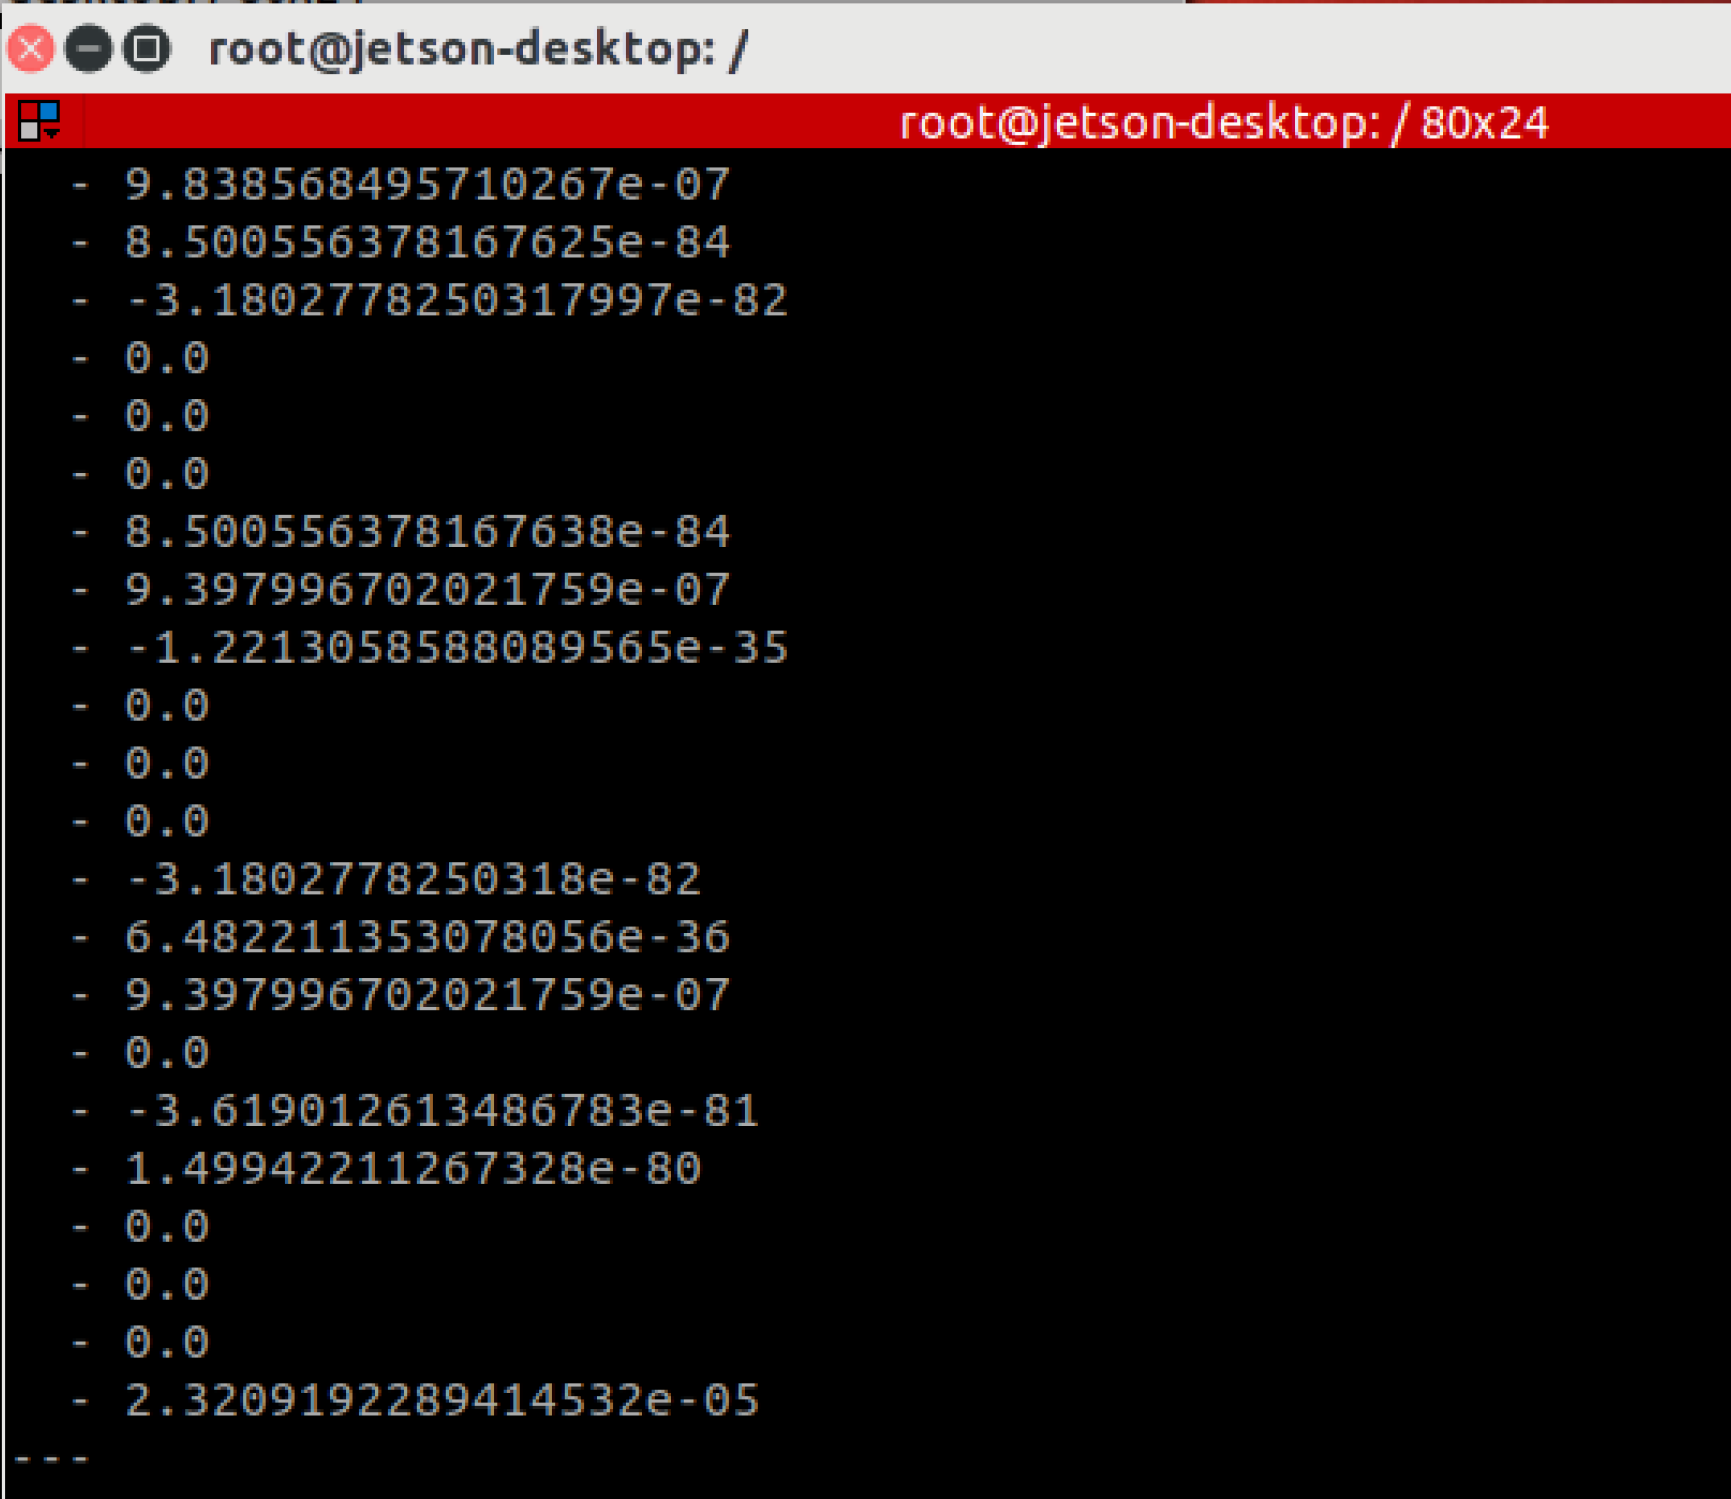 root@jetson-desktop: /
root@jetson-desktop: / 80x24
- 9.838568495710267e-07
- 8.500556378167625e-84
- -3.1802778250317997e-82
- 0.0
- 0.0
- 0.0
- 8.500556378167638e-84
- 9.397996702021759e-07
- -1.2213058588089565e-35
- 0.0
- 0.0
- 0.0
- -3.1802778250318e-82
- 6.482211353078056e-36
- 9.397996702021759e-07
- 0.0
- -3.619012613486783e-81
- 1.49942211267328e-80
- 0.0
- 0.0
- 0.0
- 2.3209192289414532e-05
---